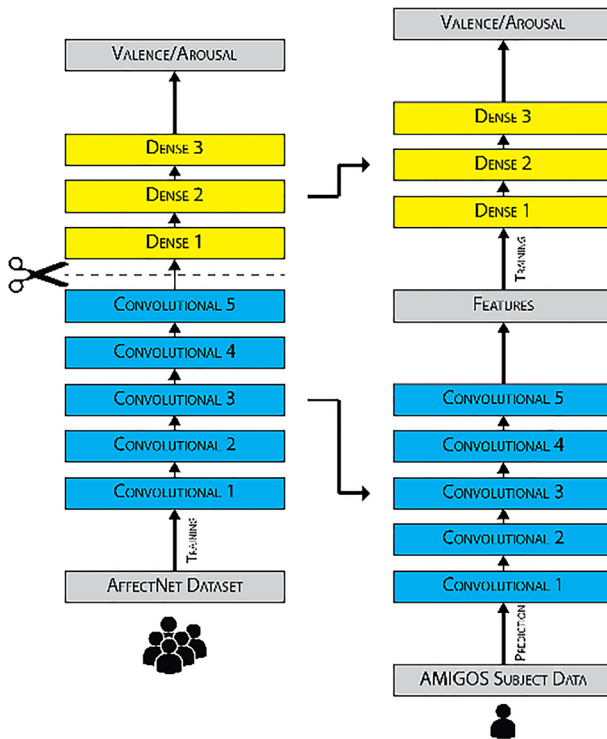 VALENCE/AROUSAL
DENSE 3
DENSE 2
DENSE 1
CONVOLUTIONAL 5
CONVOLUTIONAL 4
CONVOLUTIONAL 3
CONVOLUTIONAL 2
CONVOLUTIONAL 1
TRAINING
AFFECTNET DATASET
VALENCE/AROUSAL
DENSE 3
DENSE 2
DENSE 1
TRAINING
FEATURES
CONVOLUTIONAL 5
CONVOLUTIONAL 4
CONVOLUTIONAL 3
CONVOLUTIONAL 2
CONVOLUTIONAL 1
PREDICTION
AMIGOS SUBJECT DATA